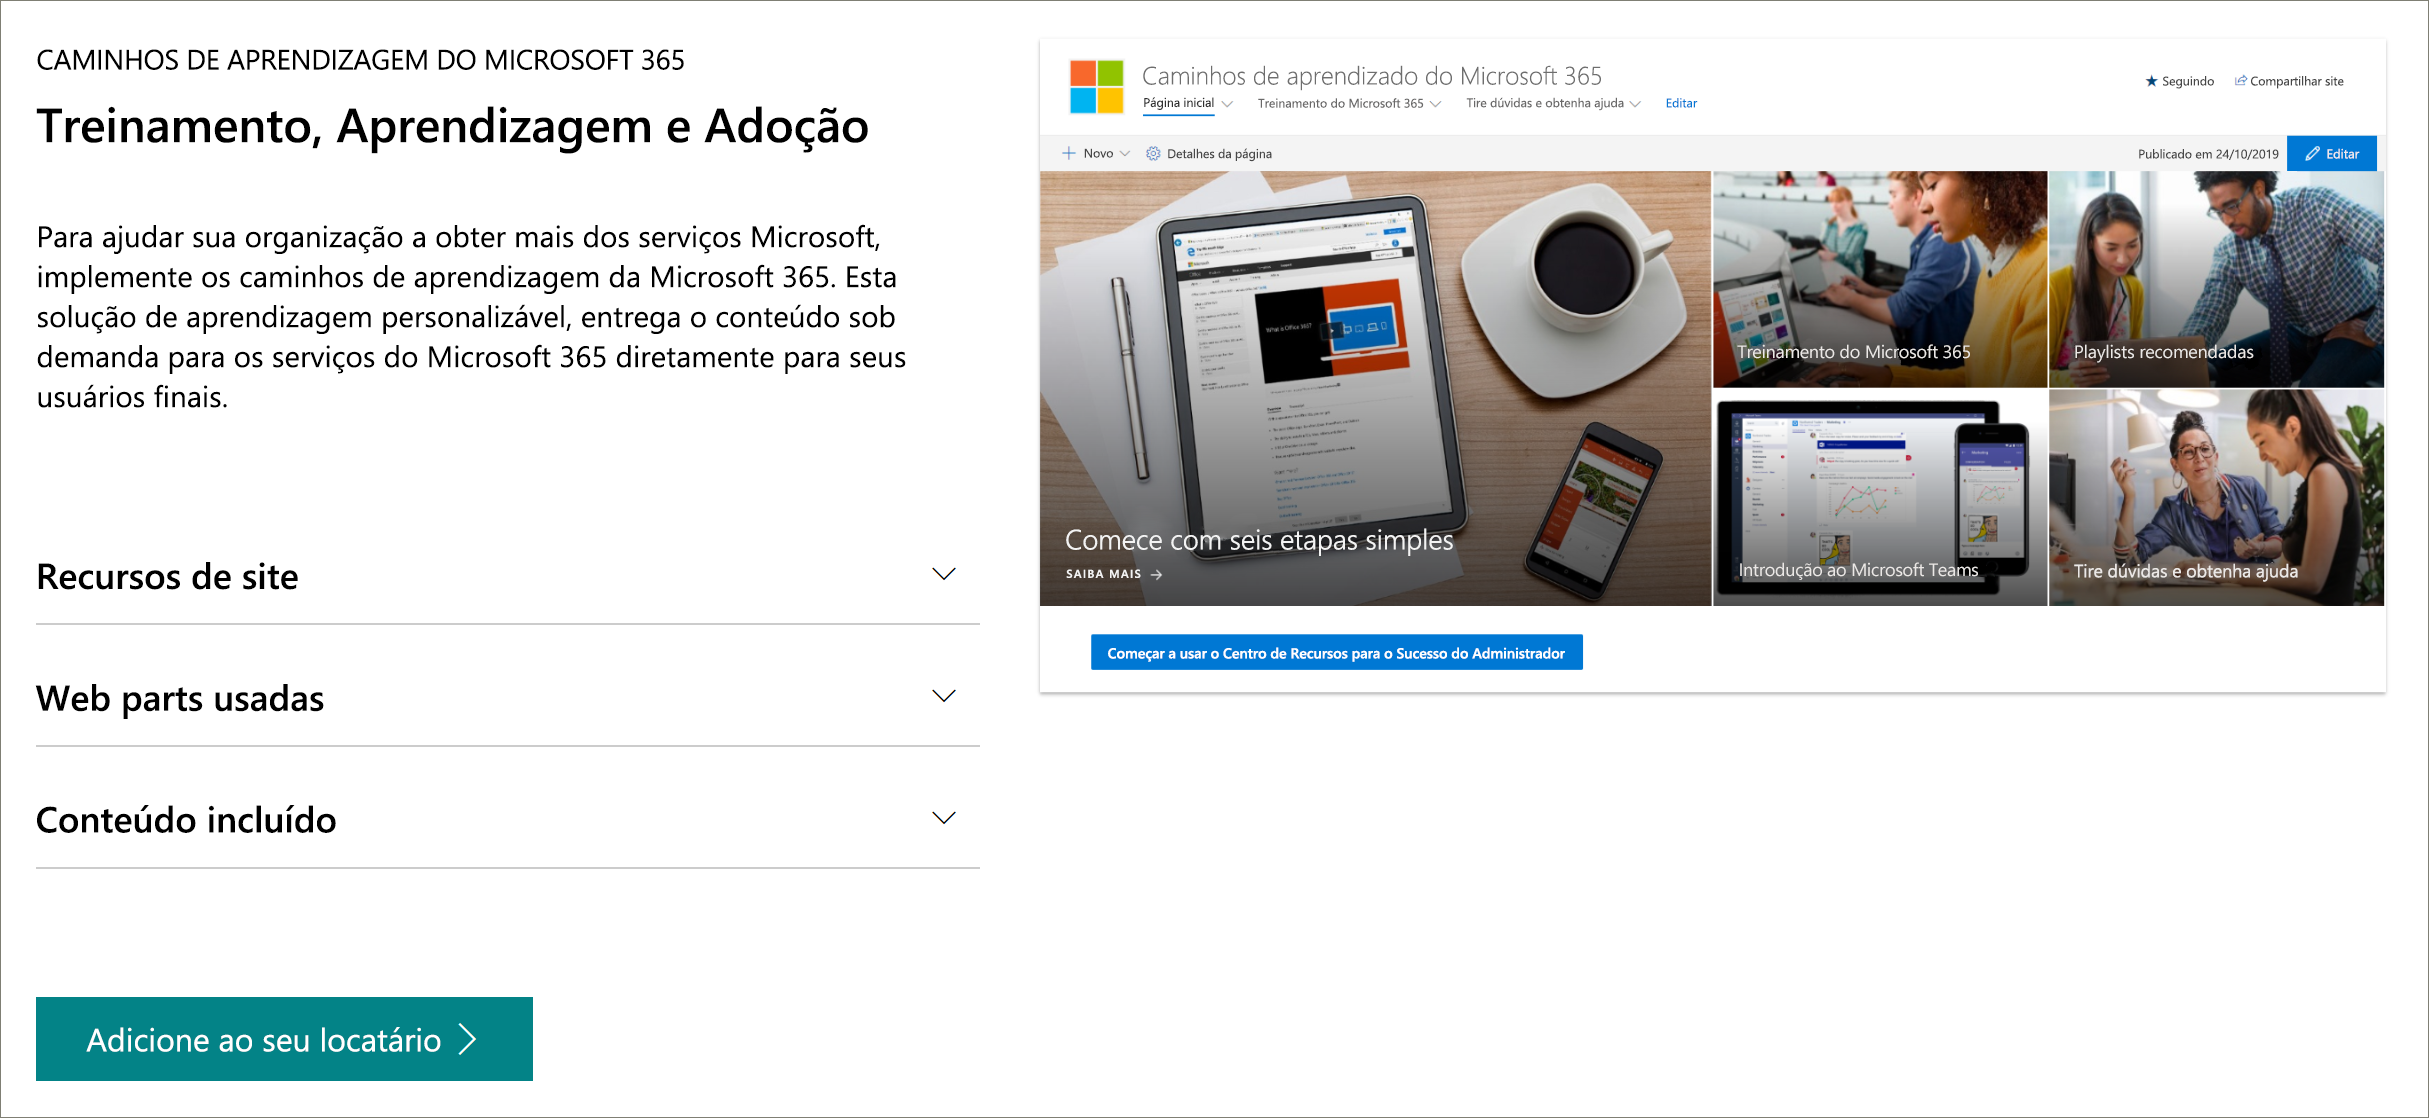 CAMINHOS DE APRENDIZAGEM DO MICROSOFT 365
Treinamento, Aprendizagem e Adoção
Para ajudar sua organização a obter mais dos serviços Microsoft,
implemente os caminhos de aprendizagem da Microsoft 365. Esta
solução de aprendizagem personalizável, entrega o conteúdo sob
demanda para os serviços do Microsoft 365 diretamente para seus
usuários finais.
Recursos de site
Web parts usadas
Conteúdo incluído
Adicione ao seu locatário
Caminhos de aprendizado do Microsoft 365
Página inicial Treinamento do Microsoft 365 Tire dúvidas e obtenha ajuda Editar
Seguindo Compartilhar site
Novo Detalhes da página
Publicado em 24/10/2019 Editar
What is Office 365?
Comece com seis etapas simples
SAIBA MAIS
Treinamento do Microsoft 365
Playlists recomendadas
Introdução ao Microsoft Teams
Tire dúvidas e obtenha ajuda
Começar a usar o Centro de Recursos para o Sucesso do Administrador